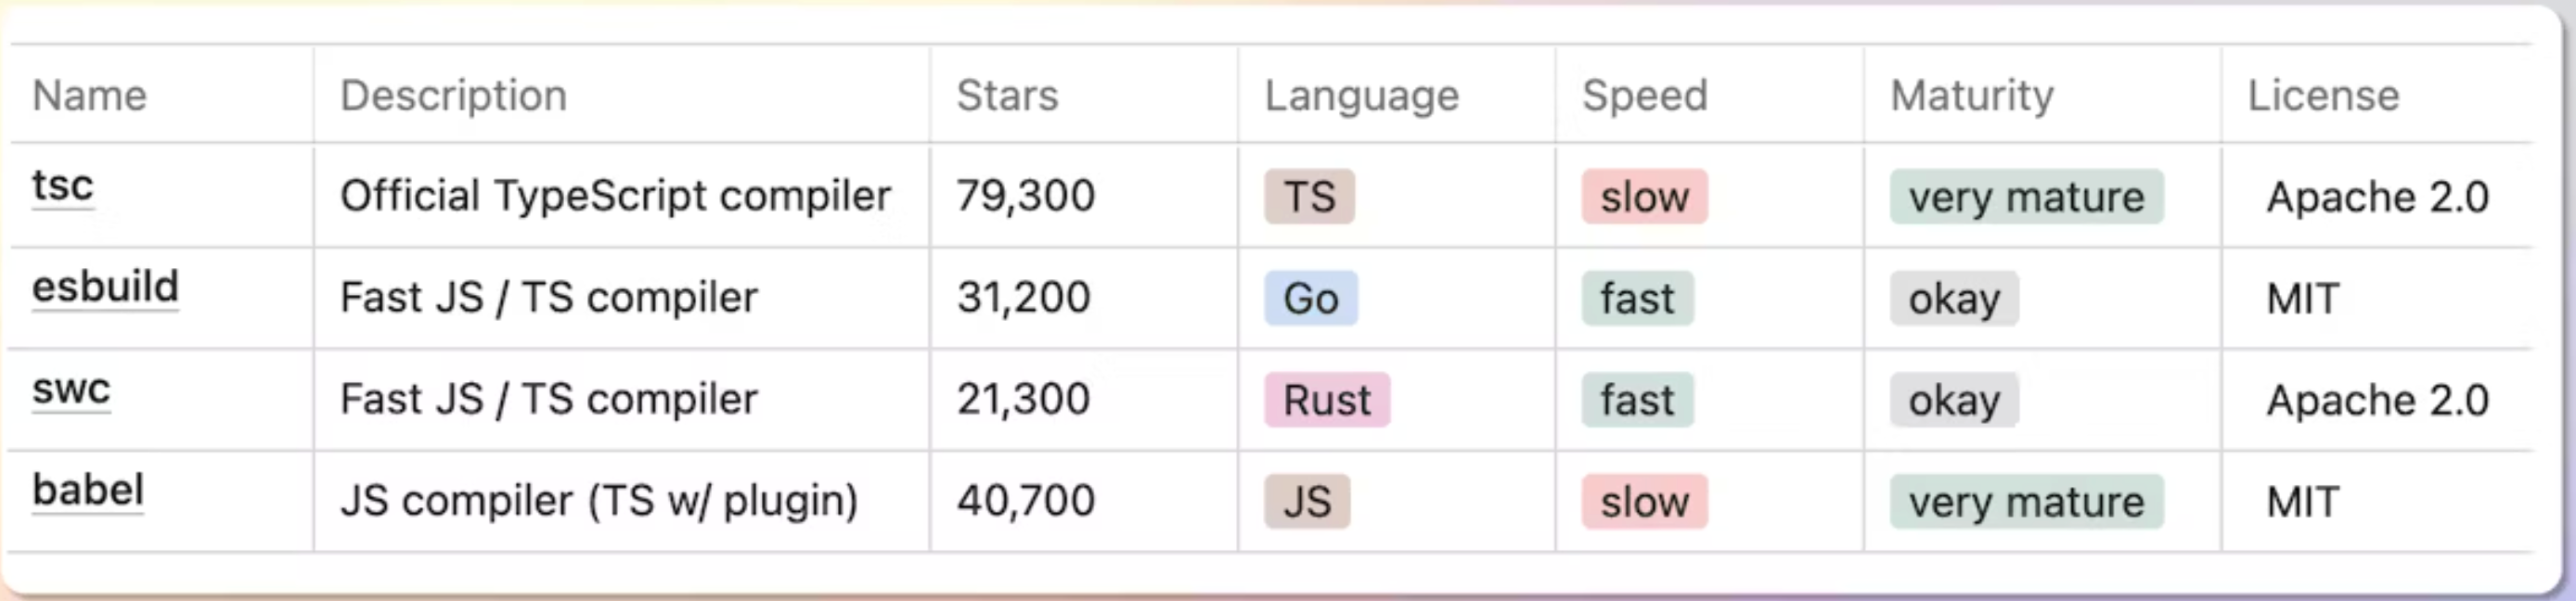 Name Description Stars Language Speed Maturity License
tsc Official TypeScript compiler 79,300 TS slow very mature Apache 2.0
esbuild Fast JS / TS compiler 31,200 Go fast okay MIT
swc Fast JS / TS compiler 21,300 Rust fast okay Apache 2.0
babel JS compiler (TS w/ plugin) 40,700 JS slow very mature MIT